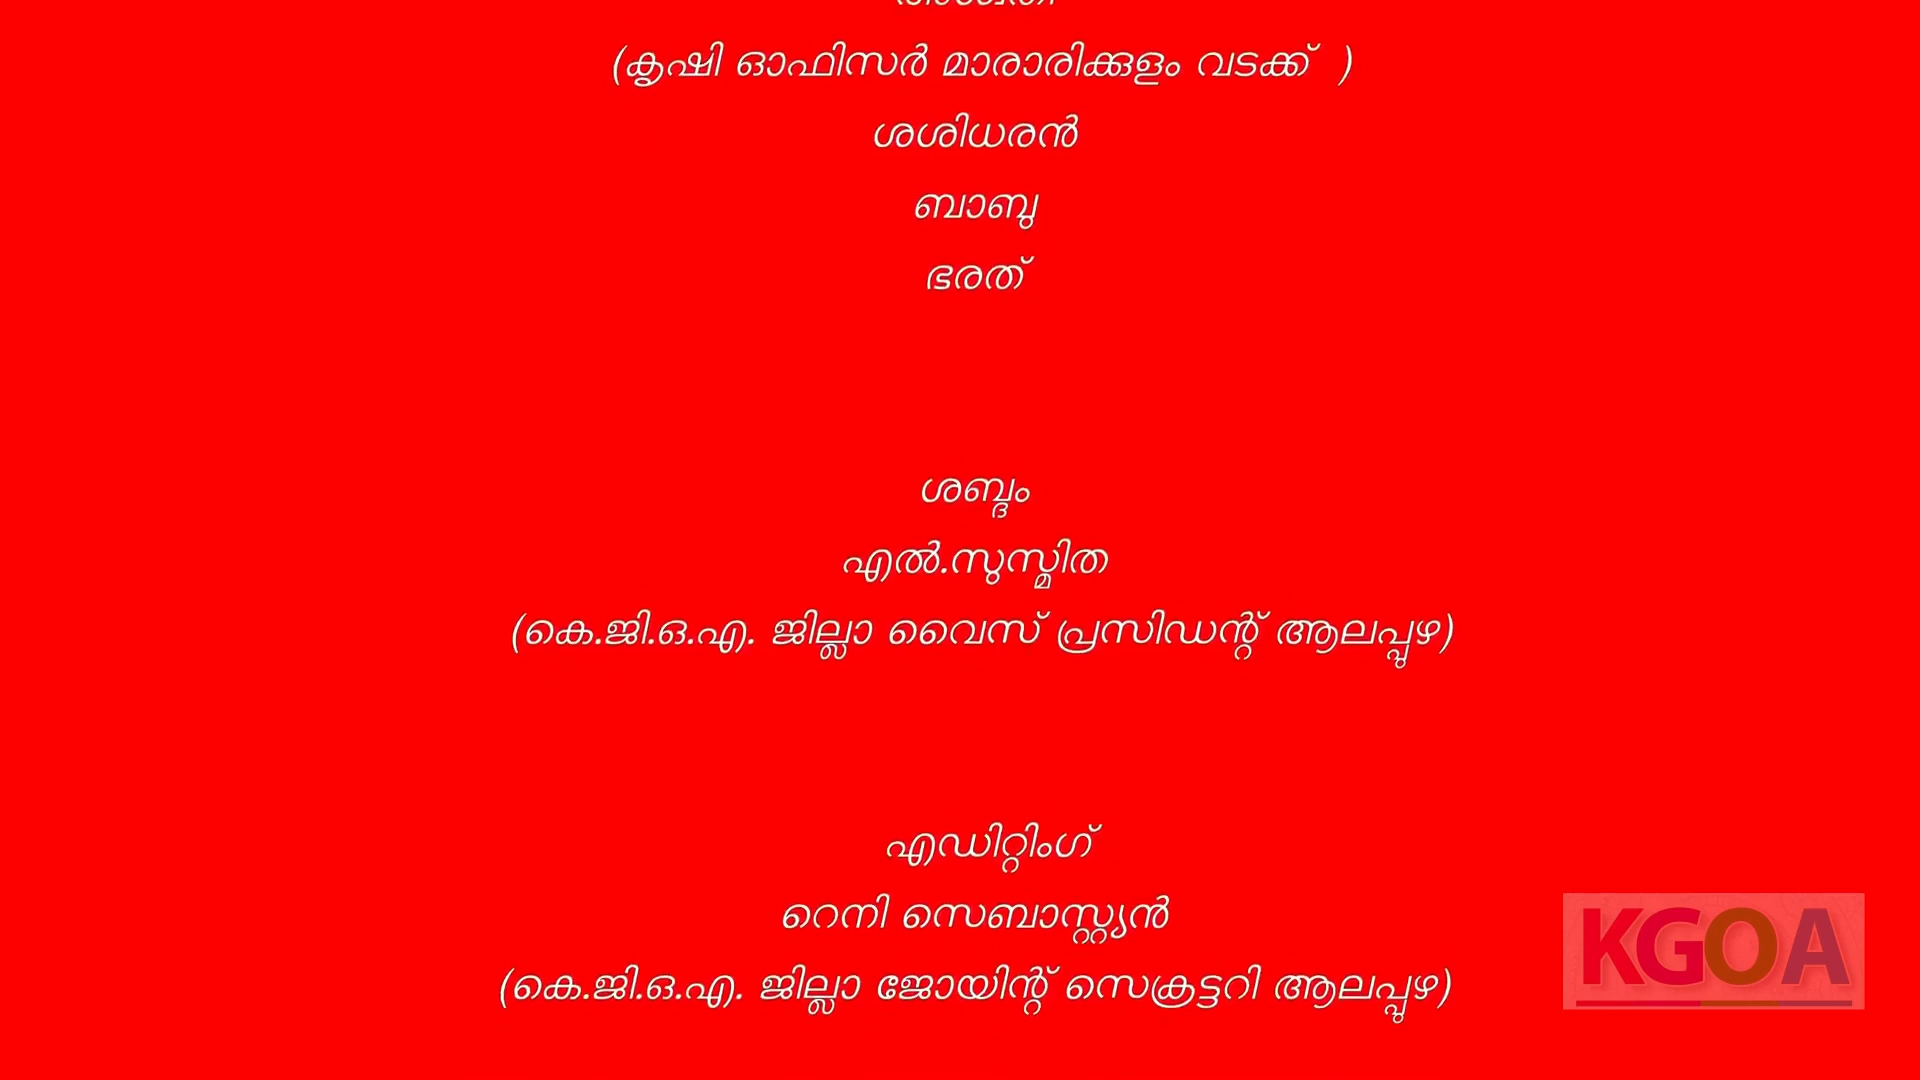 (കൃഷി ഓഫിസർ മാരാരിക്കുളം വടക്ക് )
ശശിധരൻ
ബാബു
ഭരത്
ശബ്ദം
എൽ.സുസ്മിത
(കെ.ജി.ഒ.എ. ജില്ലാ വൈസ് പ്രസിഡന്റ് ആലപ്പുഴ)
എഡിറ്റിംഗ്
റെനി സെബാസ്റ്റ്യൻ
(കെ.ജി.ഒ.എ. ജില്ലാ ജോയിന്റ് സെക്രട്ടറി ആലപ്പുഴ)
KGOA